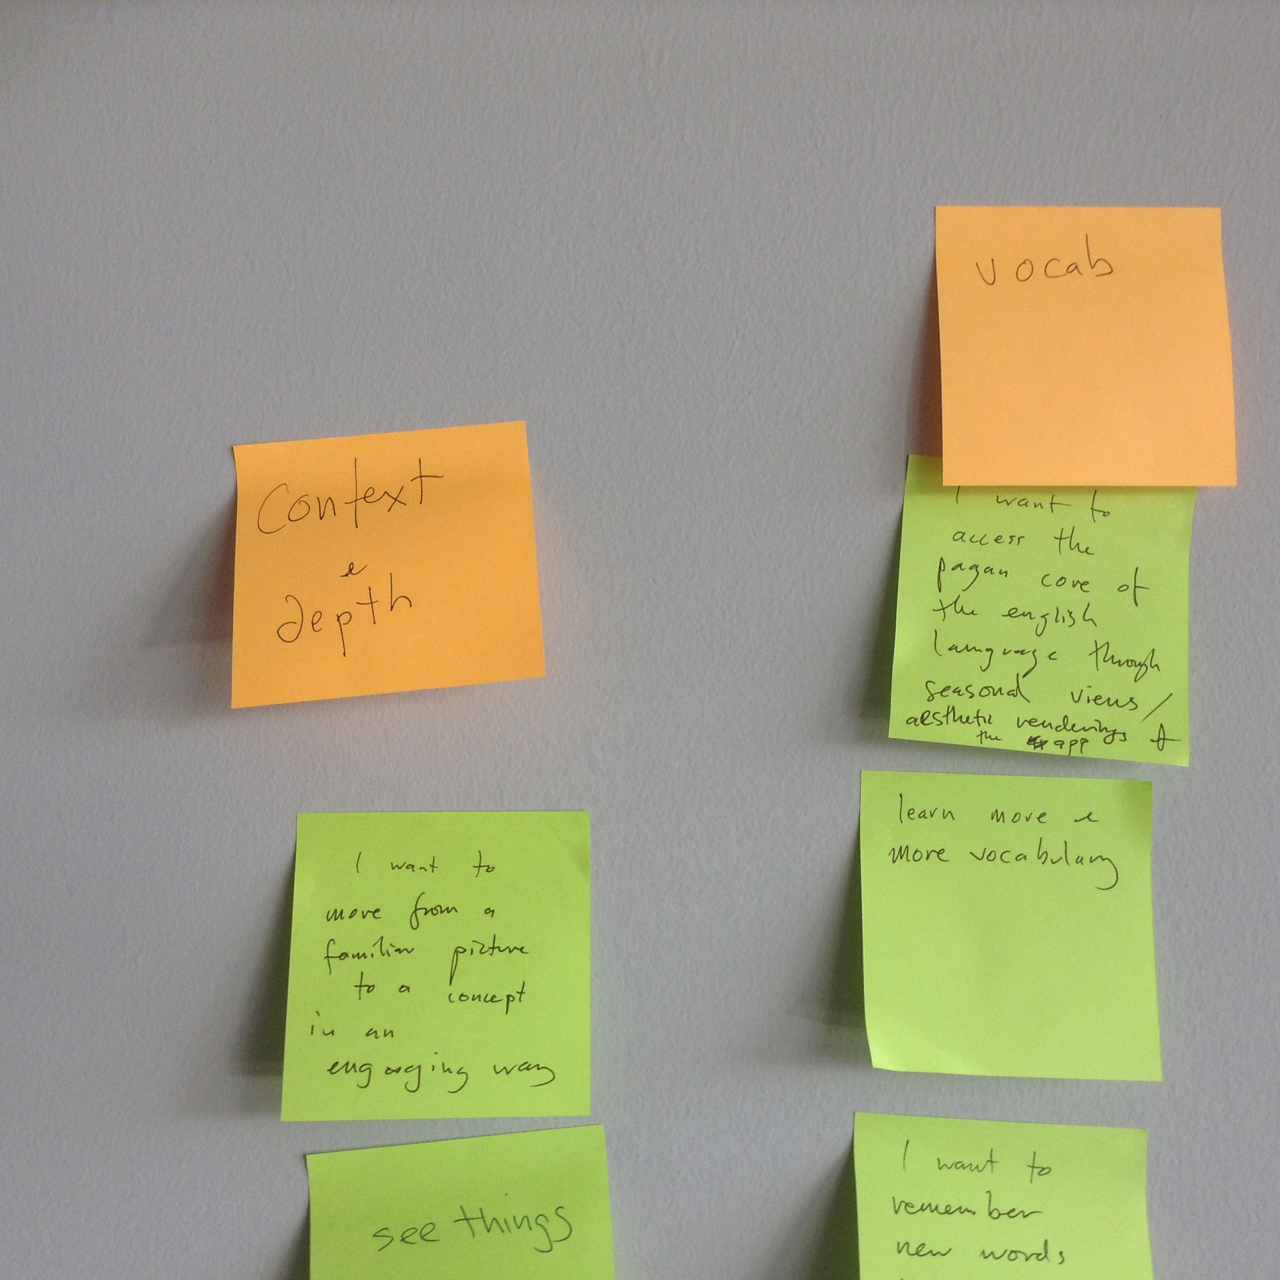 Context
&
depth
I want to
move from a
familiar picture
to a concept
in an
engaging way
see things
vocab
I want to
access the
pagan core of
the english
language through
seasonal views /
aesthetic renderings of
the app
learn more &
more vocabulary
I want to
remember
new words